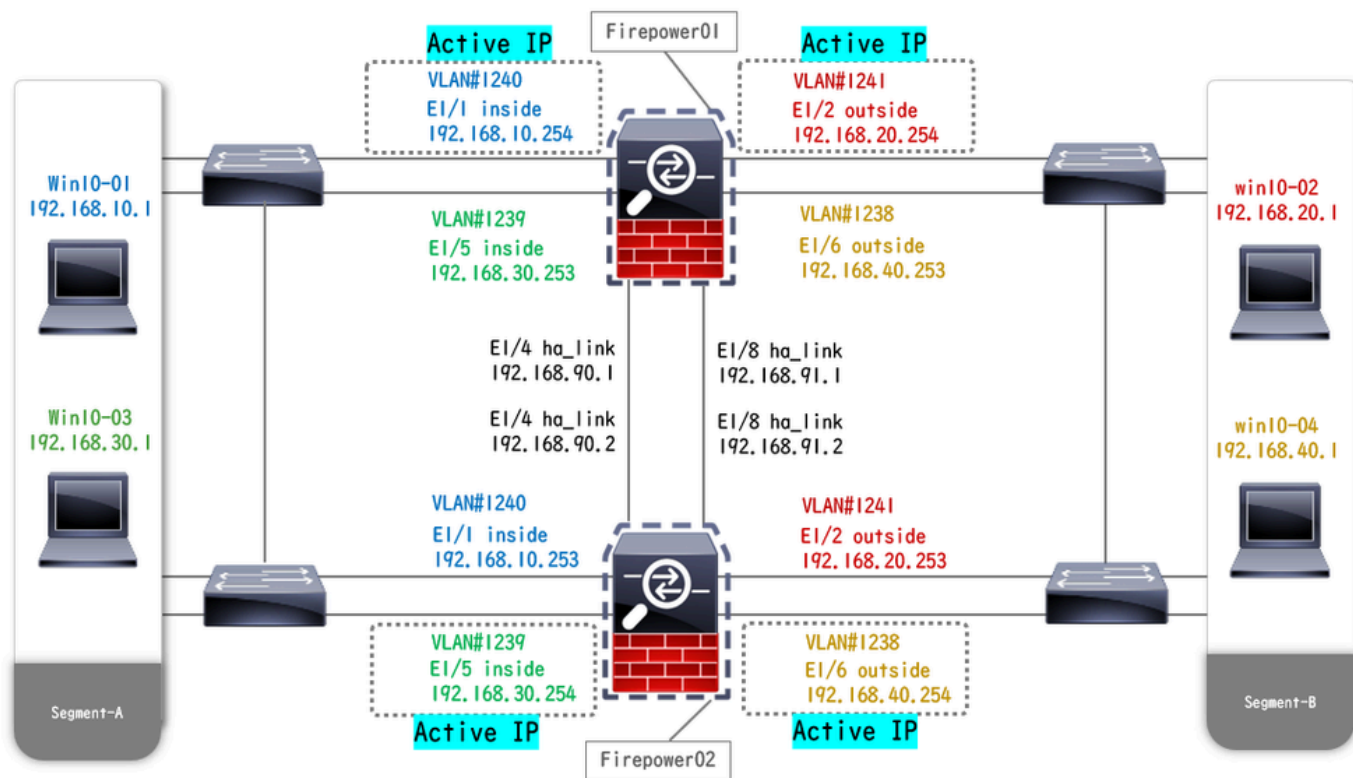 Firepower01
Active IP
VLAN#1240
E1/1 inside
192.168.10.254
Active IP
VLAN#1241
E1/2 outside
192.168.20.254
Win10-01
192.168.10.1
win10-02
192.168.20.1
VLAN#1239
E1/5 inside
192.168.30.253
VLAN#1238
E1/6 outside
192.168.40.253
E1/4 ha_link
192.168.90.1
E1/8 ha_link
192.168.91.1
Win10-03
192.168.30.1
E1/4 ha_link
192.168.90.2
E1/8 ha_link
192.168.91.2
win10-04
192.168.40.1
VLAN#1240
E1/1 inside
192.168.10.253
VLAN#1241
E1/2 outside
192.168.20.253
VLAN#1239
E1/5 inside
192.168.30.254
Active IP
VLAN#1238
E1/6 outside
192.168.40.254
Active IP
Segment-A
Segment-B
Firepower02